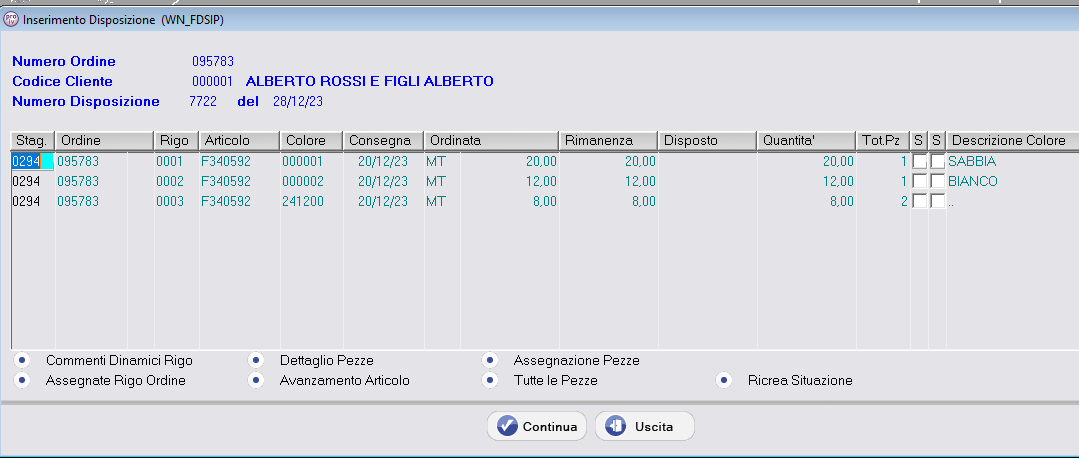 Inserimento Disposizione (WN_FDSIP)
Numero Ordine 095783
Codice Cliente 000001 ALBERTO ROSSI E FIGLI ALBERTO
Numero Disposizione 7722 del 28/12/23
Stag. Ordine Rigo Articolo Colore Consegna Ordinata Rimanenza Disposto Quantita' Tot.Pz S S Descrizione Colore
0294 095783 0001 F340592 000001 20/12/23 MT 20,00 20,00 20,00 1 SABBIA
0294 095783 0002 F340592 000002 20/12/23 MT 12,00 12,00 12,00 1 BIANCO
0294 095783 0003 F340592 241200 20/12/23 MT 8,00 8,00 8,00 2 ..
Commenti Dinamici Rigo Dettaglio Pezze Assegnazione Pezze
Assegnate Rigo Ordine Avanzamento Articolo Tutte le Pezze Ricrea Situazione
Continua Uscita